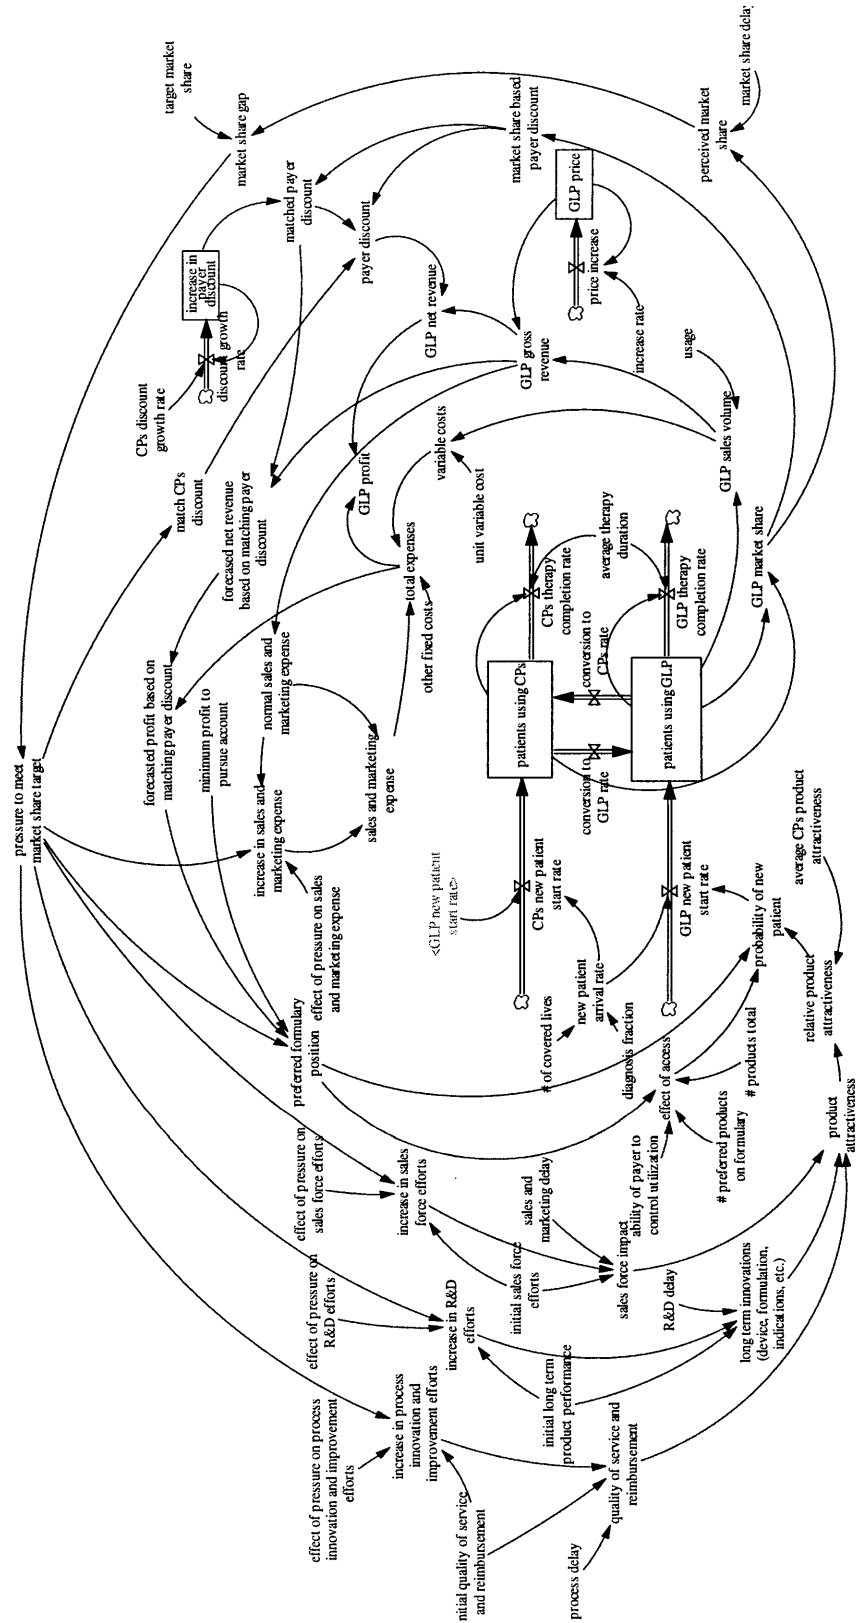 target market
share
market share gap
market share delay
perceived market
share
market share based
payer discount
matched payer
discount
payer discount
increase in
payer
discount
discount growth
rate
CPs discount
growth rate
match CPs
discount
GLP net revenue
GLP gross
revenue
GLP price
price increase
increase rate
usage
GLP sales volume
GLP market share
variable costs
unit variable cost
GLP profit
total expenses
other fixed costs
forecased net revenue
based on matching payer
discount
normal sales and
marketing expense
sales and marketing
expense
increase in sales and
marketing expense
effect of pressure on sales
and marketing expense
forecasted profit based on
matching payer discount
minimum profit to
pursue account
pressure to meet
market share target
preferred formulary
position
CPs therapy
completion rate
average therapy
duration
GLP therapy
completion rate
patients using CPs
conversion to
CPs rate
conversion to
GLP rate
patients using GLP
<GLP new patient
start rate>
CPs new patient
start rate
GLP new patient
start rate
# of covered lives
new patient
arrival rate
diagnosis fraction
probability of new
patient
average CPs product
attractiveness
relative product
attractiveness
product
attractiveness
effect of access
# products total
# preferred products
on formulary
ability of payer to
control utilization
effect of pressure on
sales force efforts
increase in sales
force efforts
sales and
marketing delay
initial sales force
efforts
sales force impact
effect of pressure on
R&D efforts
increase in R&D
efforts
R&D delay
long term innovations
(device, formulation,
indications, etc.)
initial long term
product performance
effect of pressure on process
innovation and improvement
efforts
increase in process
innovation and
improvement efforts
nitial quality of service
and reimbursement
quality of service and
reimbursement
process delay